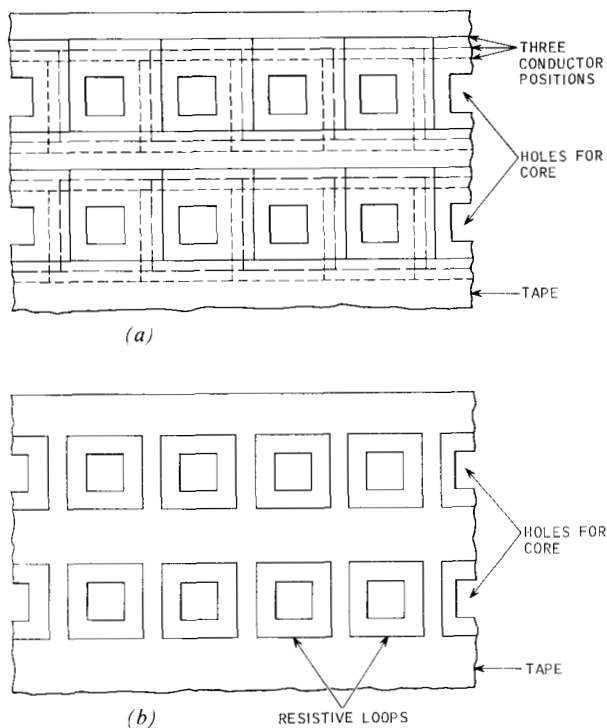 THREE
CONDUCTOR
POSITIONS
HOLES FOR
CORE
TAPE
(a)
HOLES FOR
CORE
TAPE
(b)
RESISTIVE LOOPS